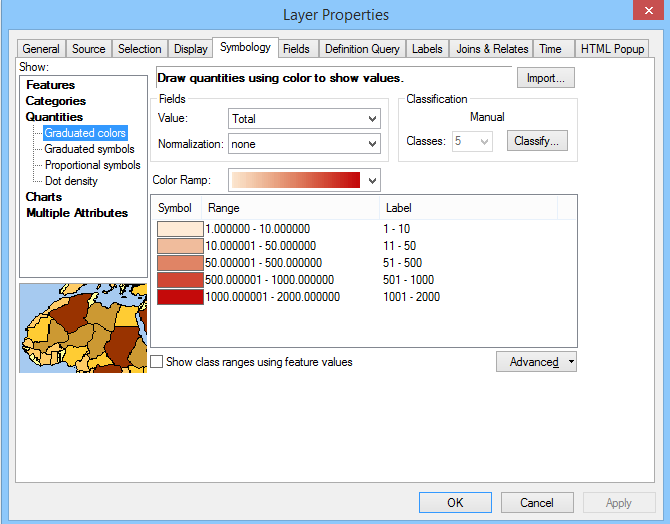 Layer Properties
General Source Selection Display Symbology Fields Definition Query Labels Joins & Relates Time HTML Popup
Show:
Features
Categories
Quantities
Graduated colors
Graduated symbols
Proportional symbols
Dot density
Charts
Multiple Attributes
Draw quantities using color to show values.
Import...
Fields
Value: Total
Normalization: none
Classification
Manual
Classes: 5 Classify...
Color Ramp:
Symbol Range Label
1.000000 - 10.000000 1 - 10
10.000001 - 50.000000 11 - 50
50.000001 - 500.000000 51 - 500
500.000001 - 1000.000000 501 - 1000
1000.000001 - 2000.000000 1001 - 2000
Show class ranges using feature values
Advanced
OK Cancel Apply